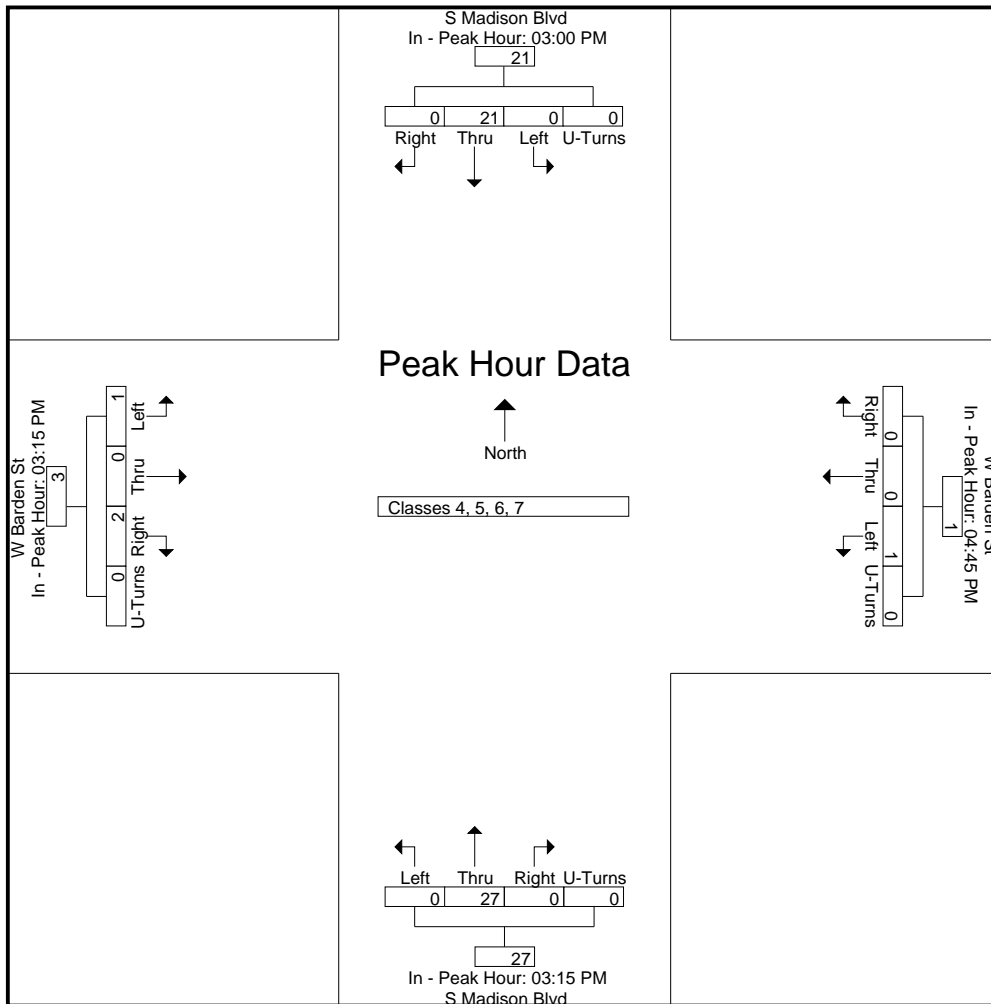 S Madison Blvd
In - Peak Hour: 03:00 PM
21
0 21 0 0
Right Thru Left U-Turns
Peak Hour Data
North
Classes 4, 5, 6, 7
W Barden St
In - Peak Hour: 03:15 PM
3
1 0 2 0
Left Thru Right U-Turns
W Barden St
In - Peak Hour: 04:45 PM
1
0 0 1 0
Right Thru Left U-Turns
Left Thru Right U-Turns
0 27 0 0
27
In - Peak Hour: 03:15 PM
S Madison Blvd